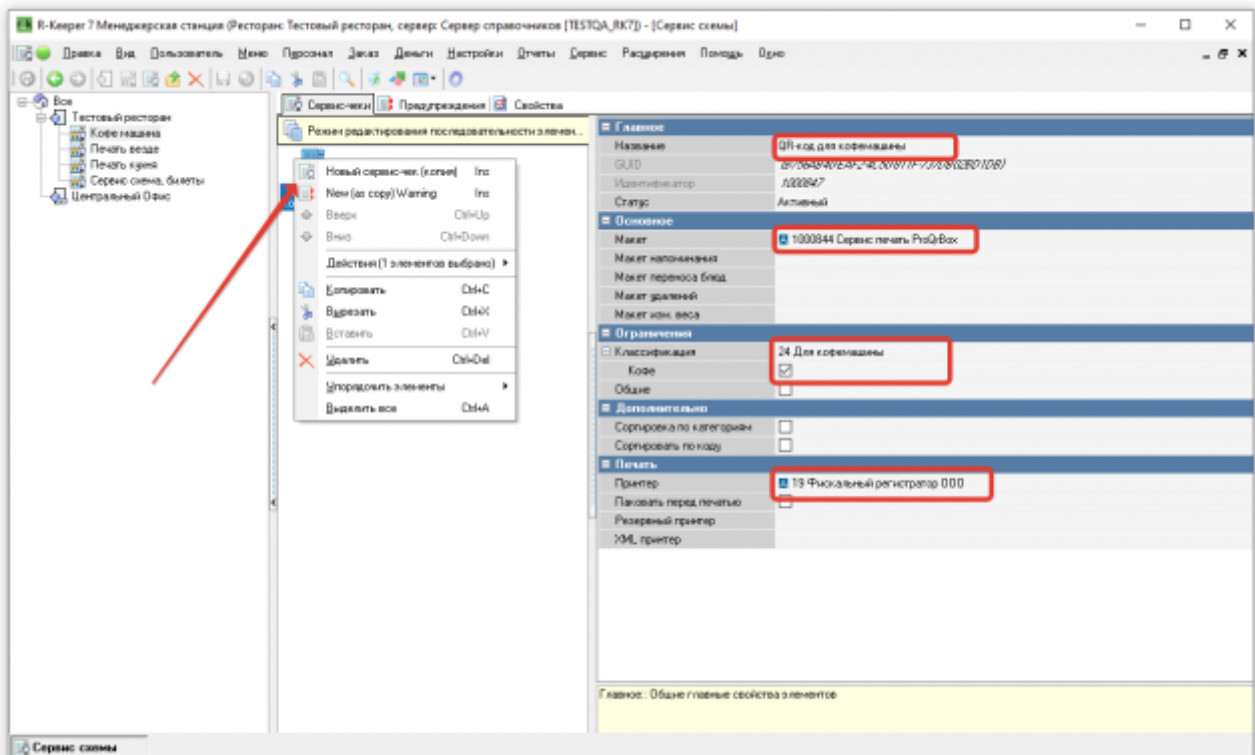 R-Keeper 7 Менеджерская станция (Ресторан: Тестовый ресторан, сервер: Сервер справочников [TESTQA_RK7]) - [Сервис схемы]
Правка Вид Пользователь Меню Персонал Заказ Деньги Настройки Отчеты Сервис Расширения Помощь Окно
Все
Тестовый ресторан
Кофе машина
Печать везде
Печать кухня
Сервис схема, билеты
Центральный Офис
Сервис-чеки Предупреждения Свойства
Режим редактирования последовательности элемен...
Новый сервис-чек (копия) Ins
New (as copy) Warning Ins
Вверх Ctrl+Up
Вниз Ctrl+Down
Действия (1 элементов выбрано)
Копировать Ctrl+C
Вырезать Ctrl+X
Вставить Ctrl+V
Удалить Ctrl+Del
Упорядочить элементы
Выделить все Ctrl+A
Главное
Название QR-код для кофемашины
GUID
Идентификатор 1000847
Статус Активный
Основное
Макет 1000844 Сервис печать ProQrBox
Макет напоминания
Макет переноса блюд
Макет удалений
Макет изм. веса
Ограничения
Классификация 24 Для кофемашины
Кофе
Общие
Дополнительно
Сортировка по категориям
Сортировать по коду
Печать
Принтер 19 Фискальный регистратор ООО
Паковать перед печатью
Резервный принтер
XML принтер
Главное:: Общие главные свойства элементов
Сервис схемы